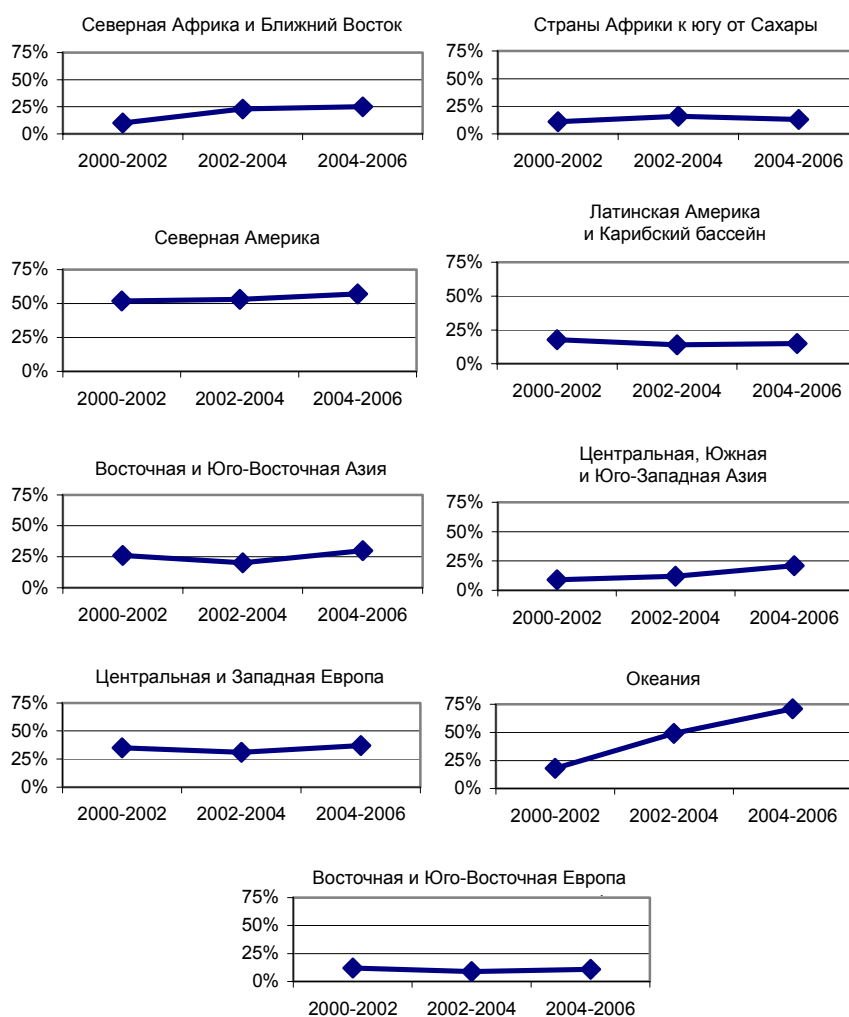 Северная Африка и Ближний Восток
75%
50%
25%
0%
2000-2002 2002-2004 2004-2006
Страны Африки к югу от Сахары
75%
50%
25%
0%
2000-2002 2002-2004 2004-2006
Северная Америка
75%
50%
25%
0%
2000-2002 2002-2004 2004-2006
Латинская Америка
и Карибский бассейн
75%
50%
25%
0%
2000-2002 2002-2004 2004-2006
Восточная и Юго-Восточная Азия
75%
50%
25%
0%
2000-2002 2002-2004 2004-2006
Центральная, Южная
и Юго-Западная Азия
75%
50%
25%
0%
2000-2002 2002-2004 2004-2006
Центральная и Западная Европа
75%
50%
25%
0%
2000-2002 2002-2004 2004-2006
Океания
75%
50%
25%
0%
2000-2002 2002-2004 2004-2006
Восточная и Юго-Восточная Европа
75%
50%
25%
0%
2000-2002 2002-2004 2004-2006